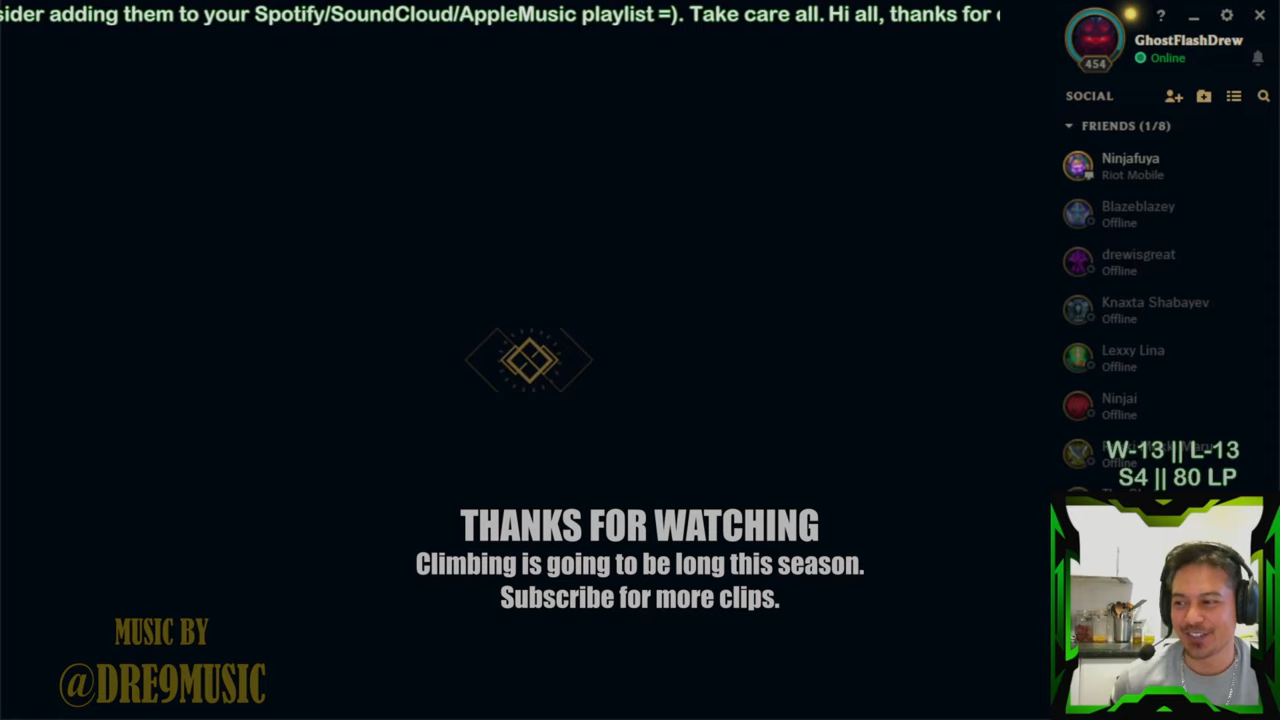 sider adding them to your Spotify/SoundCloud/AppleMusic playlist =). Take care all. Hi all, thanks for
?
GhostFlashDrew
454
Online
SOCIAL
FRIENDS (1/8)
Ninjafuya
Riot Mobile
Blazeblazey
Offline
drewisgreat
Offline
Knaxta Shabayev
Offline
Lexxy Lina
Offline
Ninjai
Offline
W-13 || L-13
Offline
S4 || 80 LP
THANKS FOR WATCHING
Climbing is going to be long this season.
Subscribe for more clips.
MUSIC BY
@DRE9MUSIC